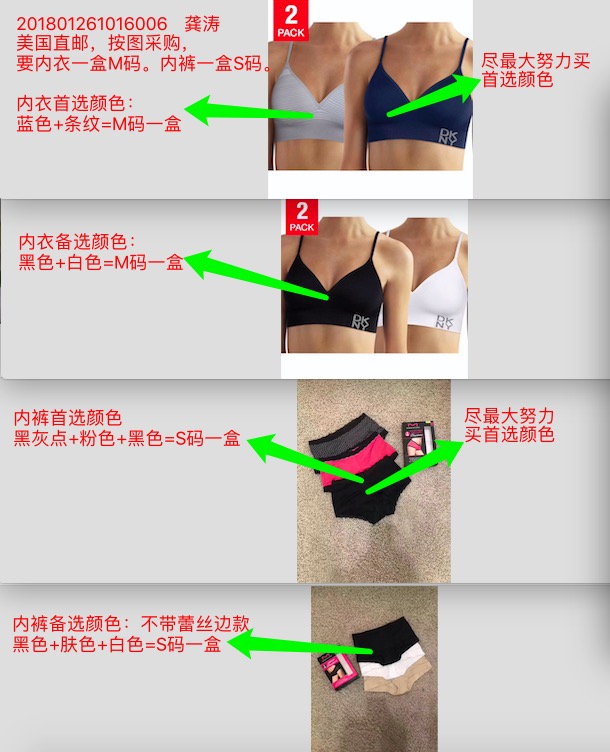 201801261016006 龚涛
美国直邮，按图采购，
要内衣一盒M码。内裤一盒S码。
内衣首选颜色：
蓝色+条纹=M码一盒
2
PACK
DK
NY
尽最大努力买
首选颜色
内衣备选颜色：
黑色+白色=M码一盒
2
PACK
DK
NY
DK
NY
内裤首选颜色
黑灰点+粉色+黑色=S码一盒
尽最大努力
买首选颜色
内裤备选颜色：不带蕾丝边款
黑色+肤色+白色=S码一盒